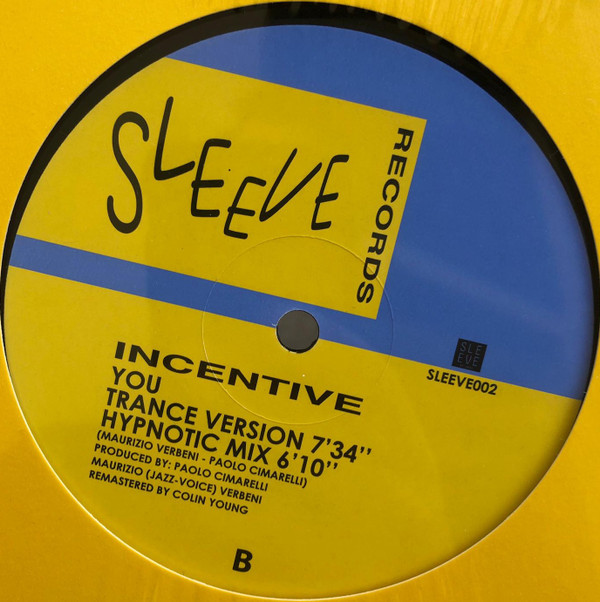 SLEEVE
RECORDS
SLE
EVE
SLEEVE002
INCENTIVE
YOU
TRANCE VERSION 7'34''
HYPNOTIC MIX 6'10''
(MAURIZIO VERBENI - PAOLO CIMARELLI)
PRODUCED BY: PAOLO CIMARELLI
MAURIZIO (JAZZ-VOICE) VERBENI
REMASTERED BY COLIN YOUNG
B